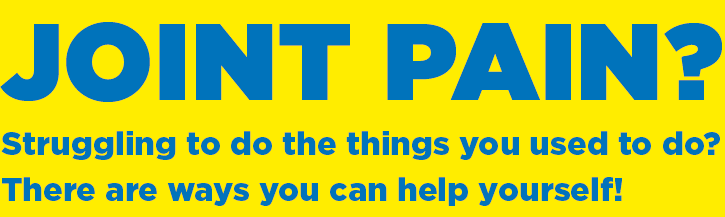 JOINT PAIN?
Struggling to do the things you used to do?
There are ways you can help yourself!